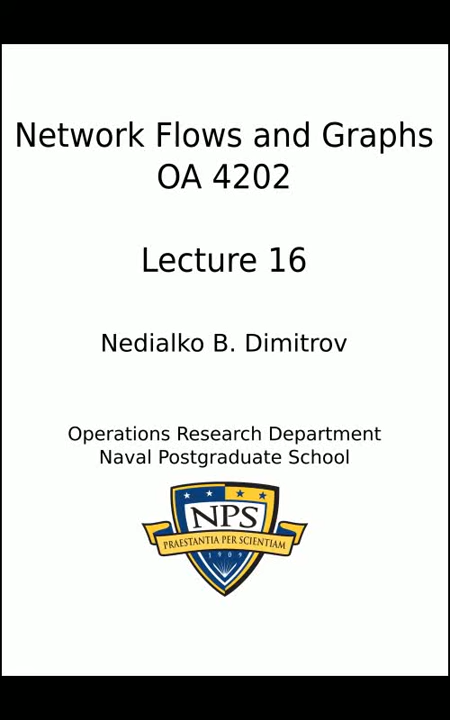 Network Flows and Graphs
OA 4202
Lecture 16
Nedialko B. Dimitrov
Operations Research Department
Naval Postgraduate School
NPS
PRAESTANTIA PER SCIENTIAM
1909